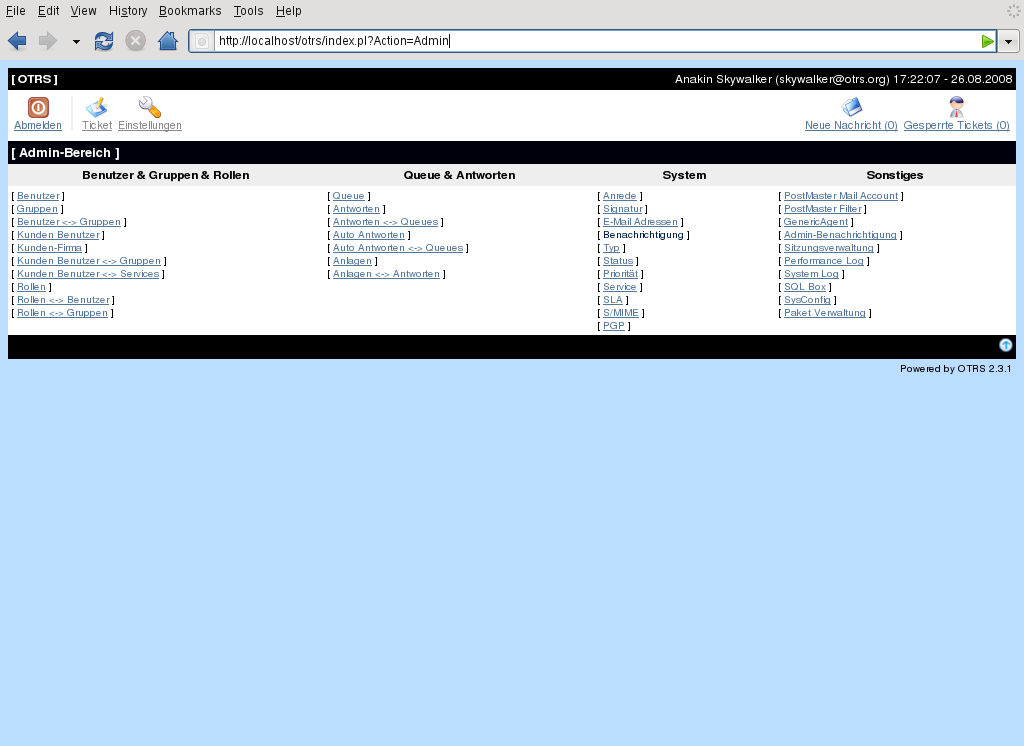 File Edit View History Bookmarks Tools Help
http://localhost/otrs/index.pl?Action=Admin
[ OTRS ] Anakin Skywalker (skywalker@otrs.org) 17:22:07 - 26.08.2008
Abmelden Ticket Einstellungen Neue Nachricht (0) Gesperrte Tickets (0)
[ Admin-Bereich ]
Benutzer & Gruppen & Rollen Queue & Antworten System Sonstiges
[ Benutzer ] [ Queue ] [ Anrede ] [ PostMaster Mail Account ]
[ Gruppen ] [ Antworten ] [ Signatur ] [ PostMaster Filter ]
[ Benutzer <-> Gruppen ] [ Antworten <-> Queues ] [ E-Mail Adressen ] [ GenericAgent ]
[ Kunden Benutzer ] [ Auto Antworten ] [ Benachrichtigung ] [ Admin-Benachrichtigung ]
[ Kunden-Firma ] [ Auto Antworten <-> Queues ] [ Typ ] [ Sitzungsverwaltung ]
[ Kunden Benutzer <-> Gruppen ] [ Anlagen ] [ Status ] [ Performance Log ]
[ Kunden Benutzer <-> Services ] [ Anlagen <-> Antworten ] [ Priorität ] [ System Log ]
[ Rollen ] [ Service ] [ SQL Box ]
[ Rollen <-> Benutzer ] [ SLA ] [ SysConfig ]
[ Rollen <-> Gruppen ] [ S/MIME ] [ Paket Verwaltung ]
[ PGP ]
Powered by OTRS 2.3.1